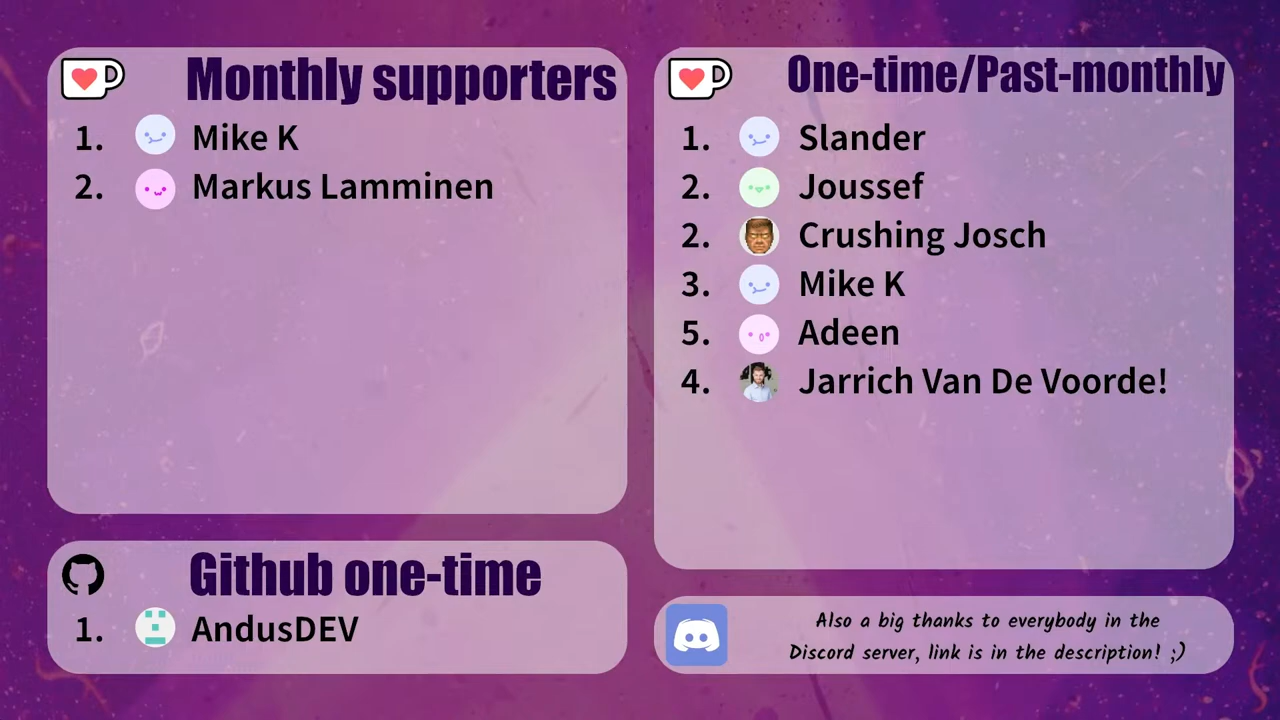 Monthly supporters
1. Mike K
2. Markus Lamminen
Github one-time
1. AndusDEV
One-time/Past-monthly
1. Slander
2. Joussef
2. Crushing Josch
3. Mike K
5. Adeen
4. Jarrich Van De Voorde!
Also a big thanks to everybody in the
Discord server, link is in the description! ;)